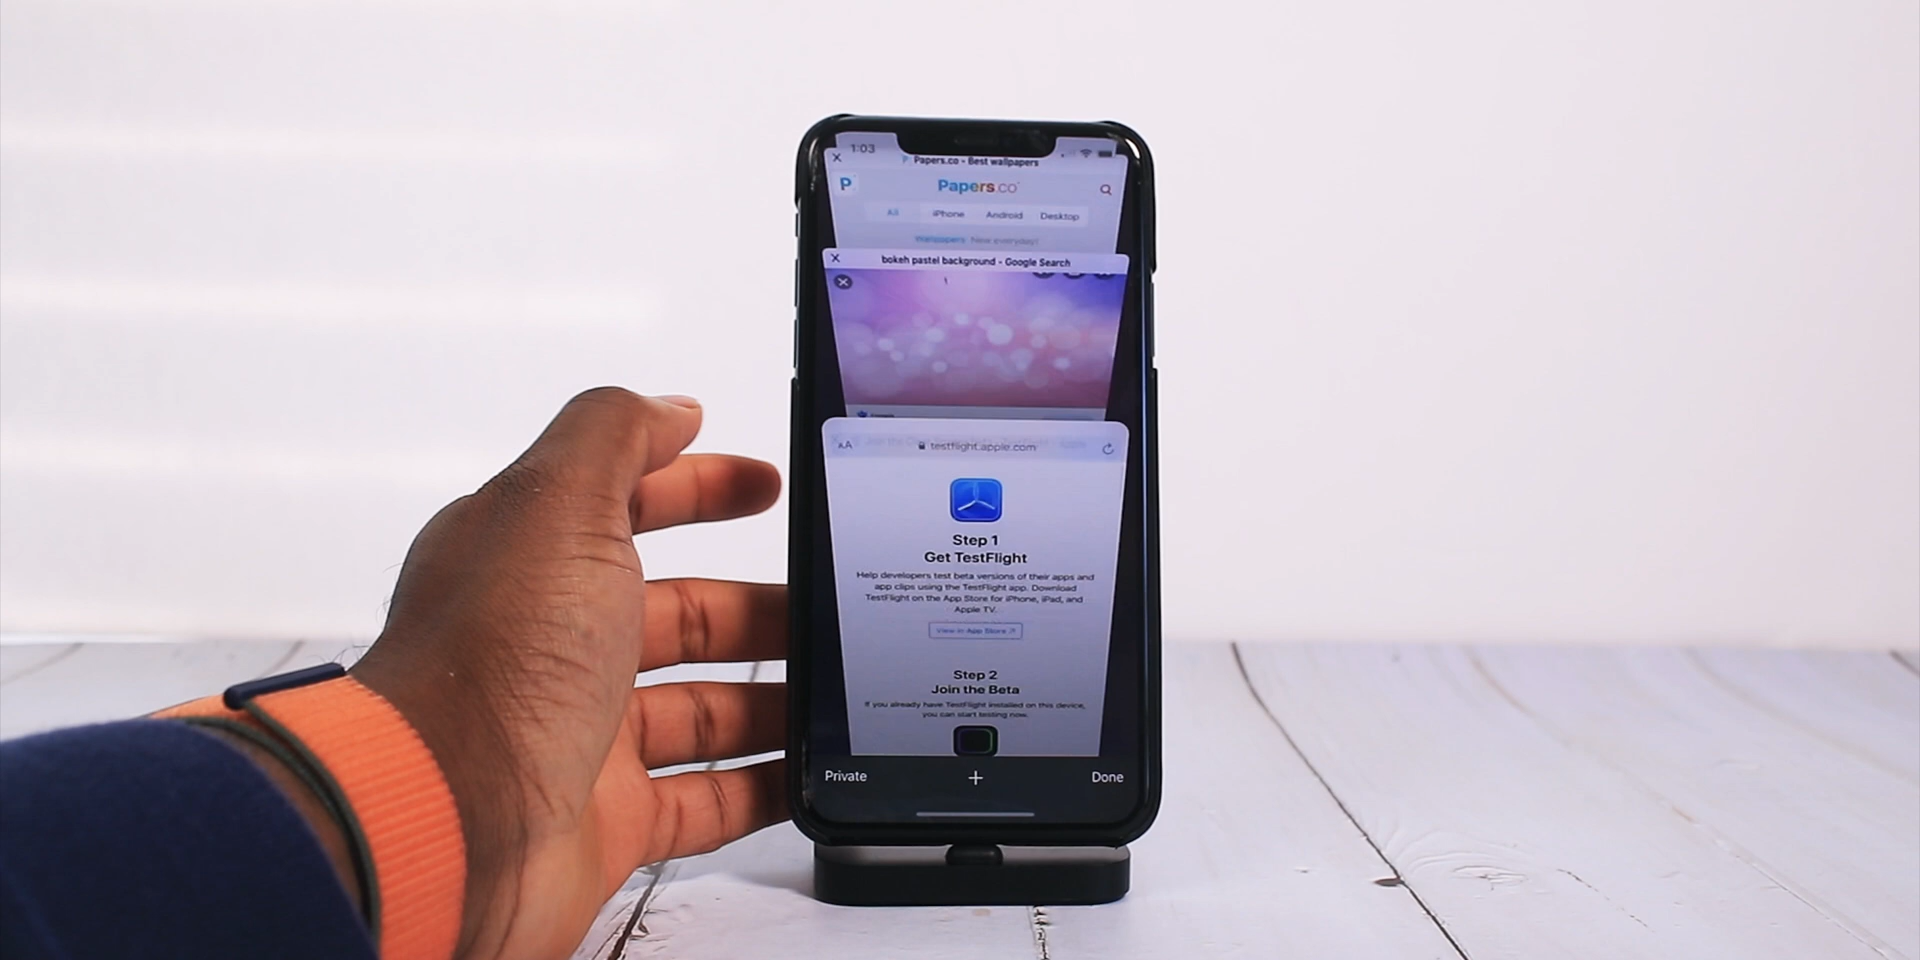 1:03
Papers.co - Best wallpapers
P
Papers.co
All iPhone Android Desktop
Wallpapers New everyday!
bokeh pastel background - Google Search
AA testflight.apple.com
Step 1
Get TestFlight
Help developers test beta versions of their apps and
app clips using the TestFlight app. Download
TestFlight on the App Store for iPhone, iPad, and
Apple TV.
View in App Store
Step 2
Join the Beta
If you already have TestFlight installed on this device,
you can start testing now.
Private + Done